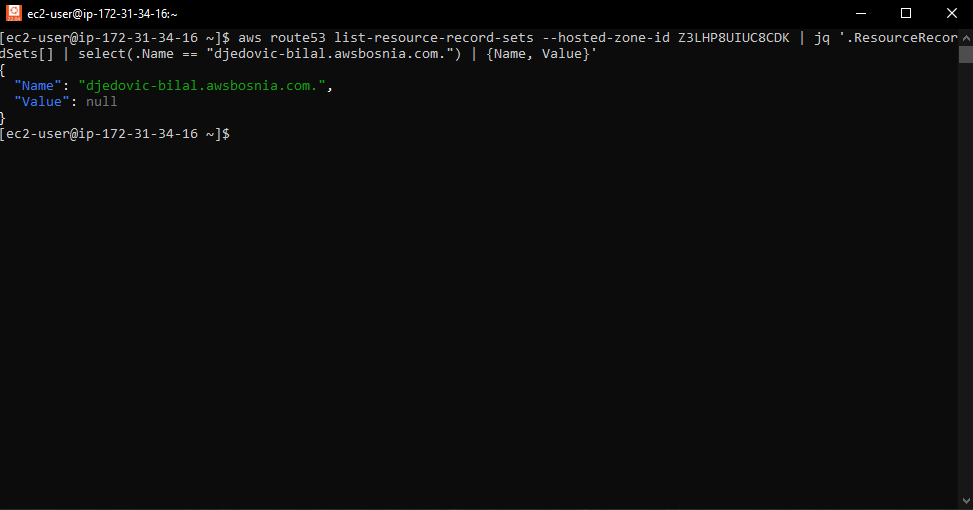 ec2-user@ip-172-31-34-16:~
[ec2-user@ip-172-31-34-16 ~]$ aws route53 list-resource-record-sets --hosted-zone-id Z3LHP8UIUC8CDK | jq '.ResourceRecor
dSets[] | select(.Name == "djedovic-bilal.awsbosnia.com.") | {Name, Value}'
{
  "Name": "djedovic-bilal.awsbosnia.com.",
  "Value": null
}
[ec2-user@ip-172-31-34-16 ~]$